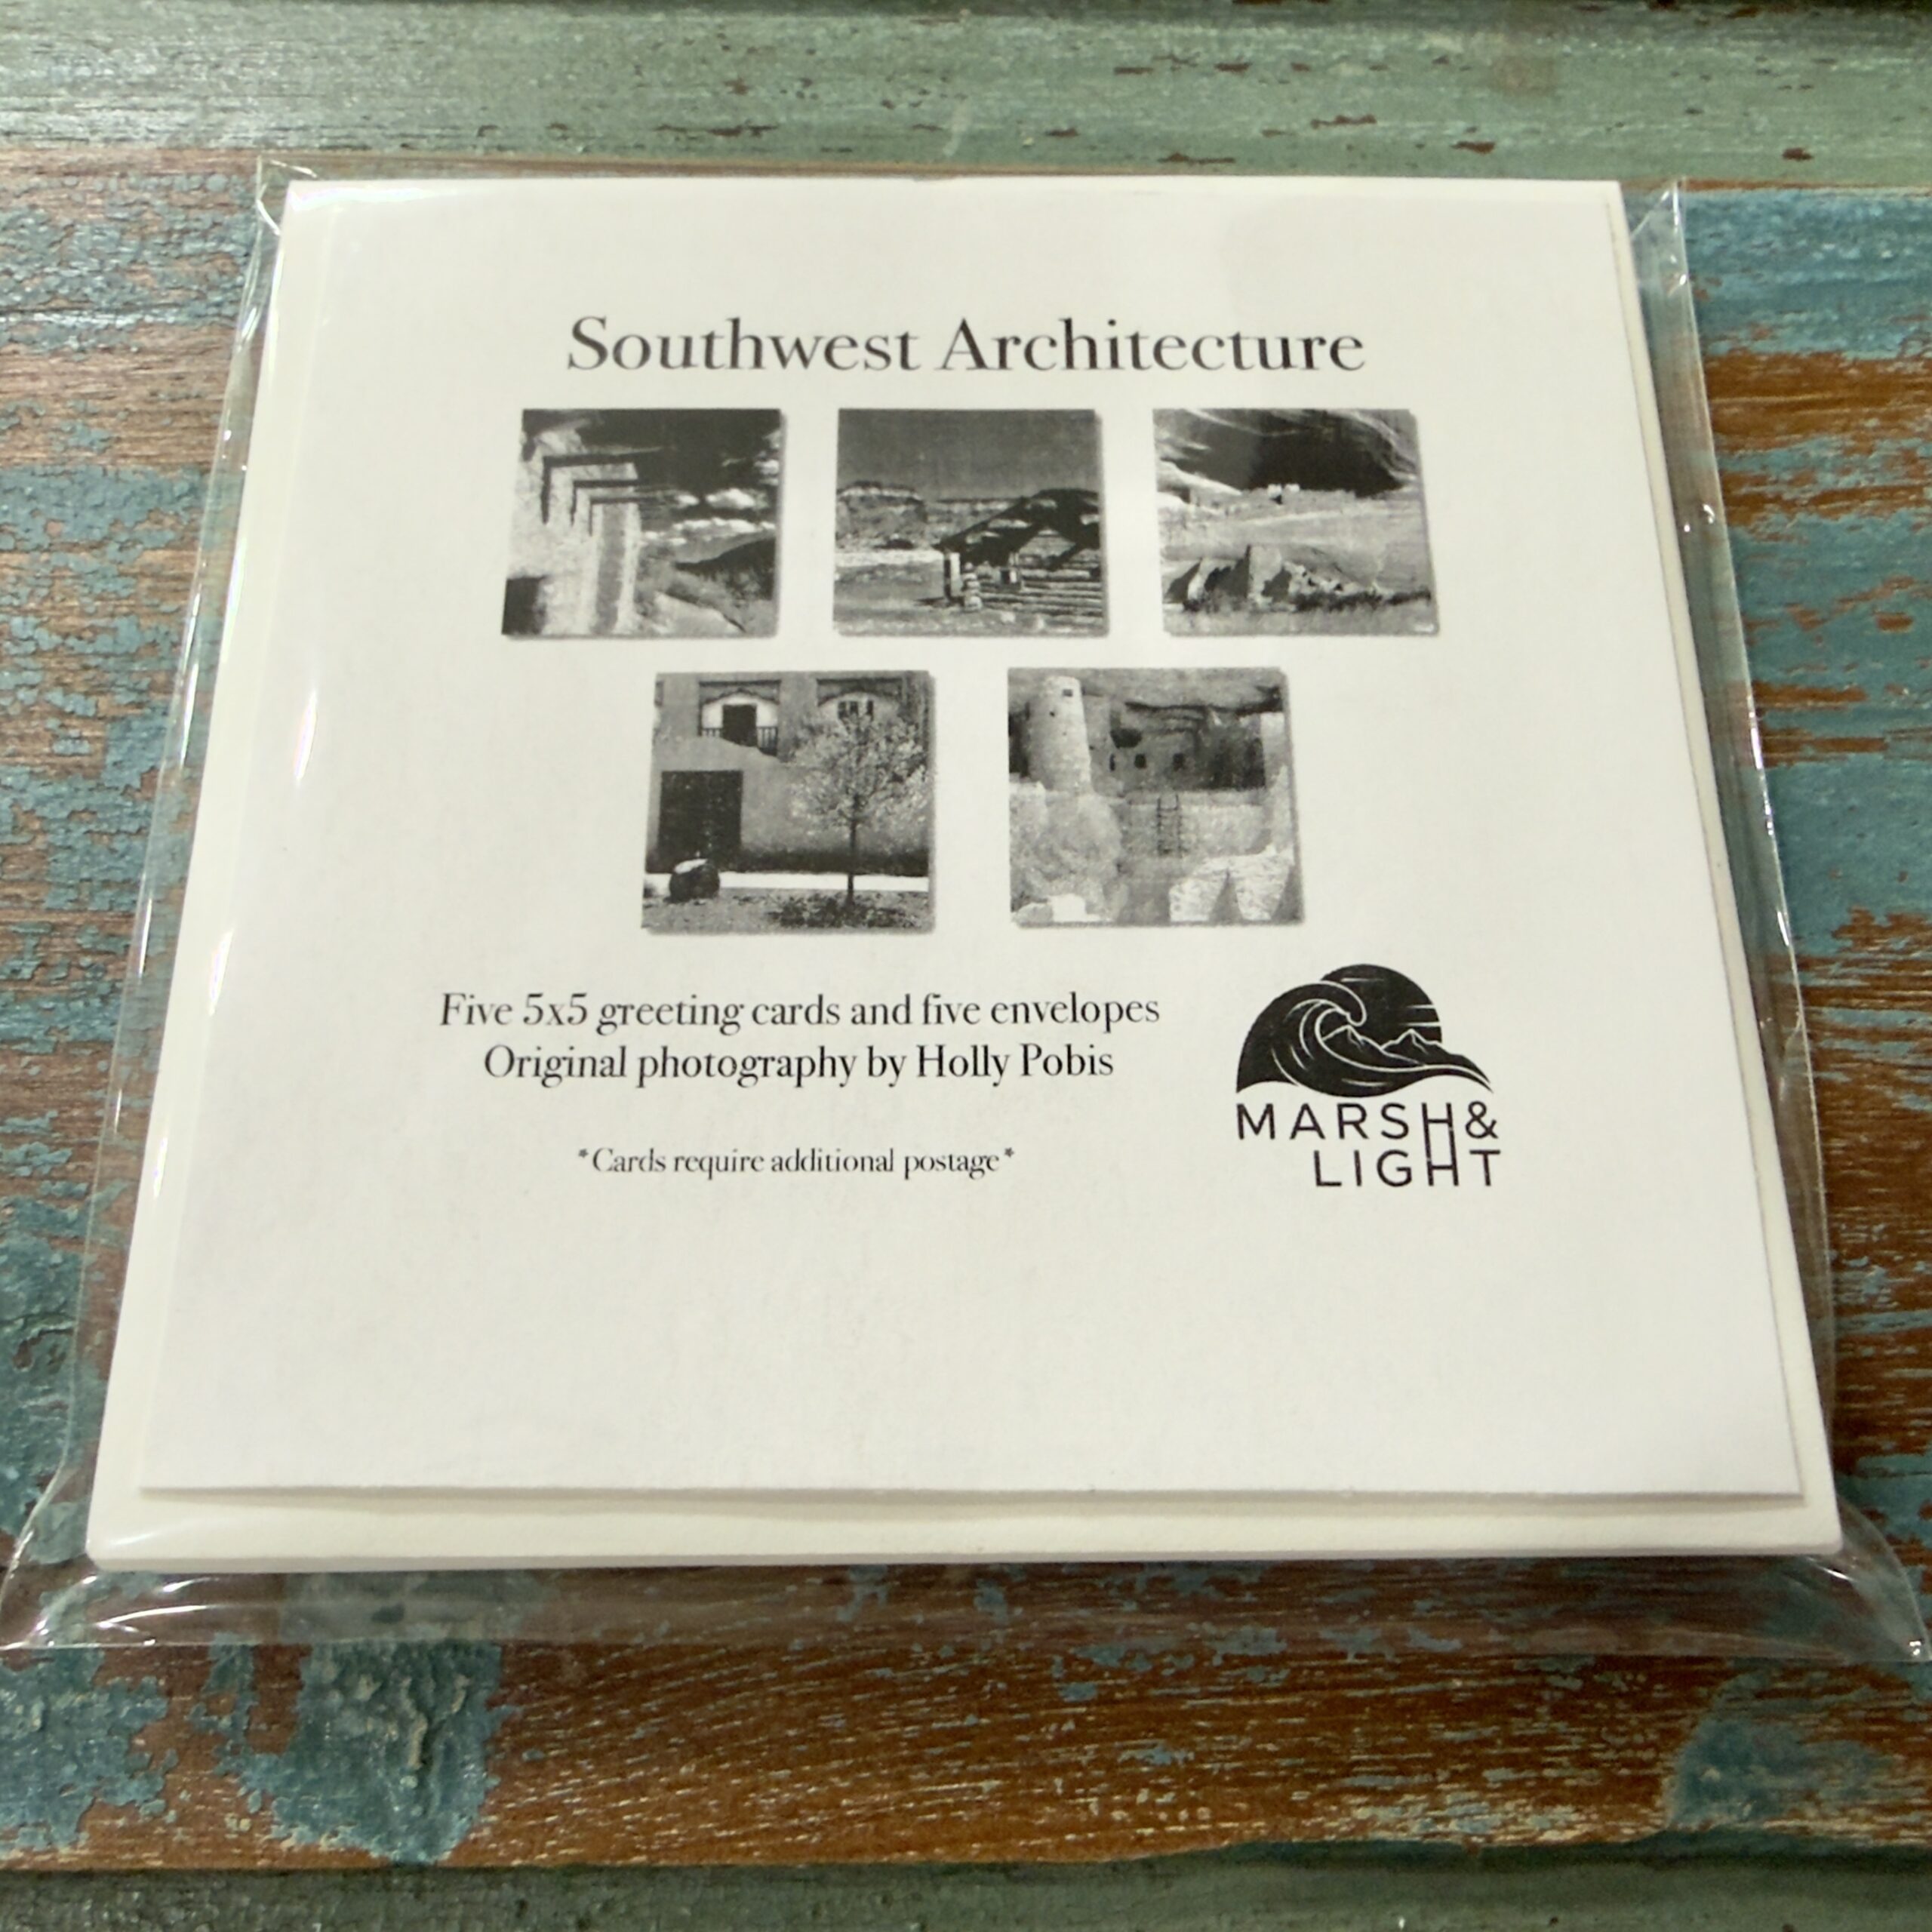 Southwest Architecture
Five 5x5 greeting cards and five envelopes
Original photography by Holly Pobis
*Cards require additional postage*
MARSH&
LIGHT